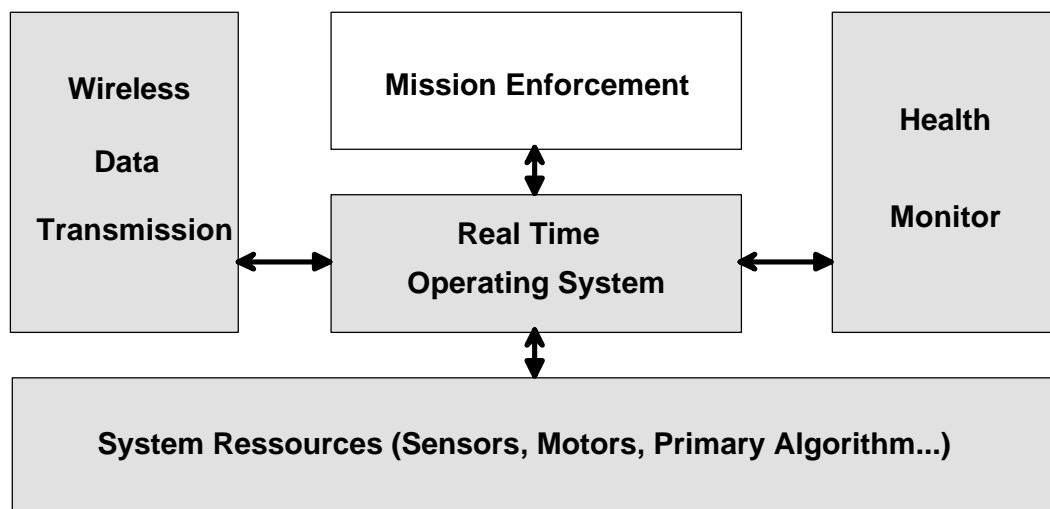 Wireless
Data
Transmission
Mission Enforcement
Real Time
Operating System
Health
Monitor
System Ressources (Sensors, Motors, Primary Algorithm...)